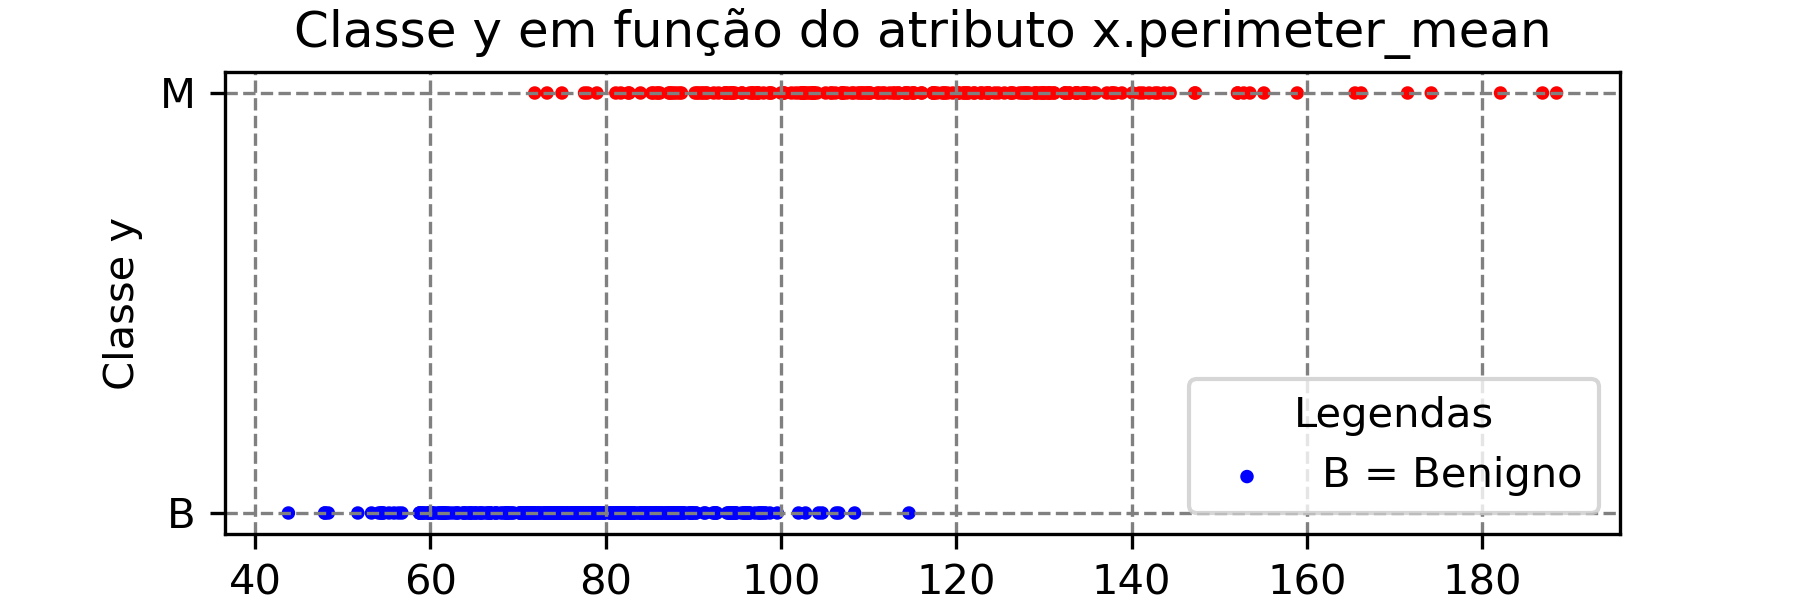 Classe y em função do atributo x.perimeter_mean
M
Classe y
Legendas
B = Benigno
B
40 60 80 100 120 140 160 180